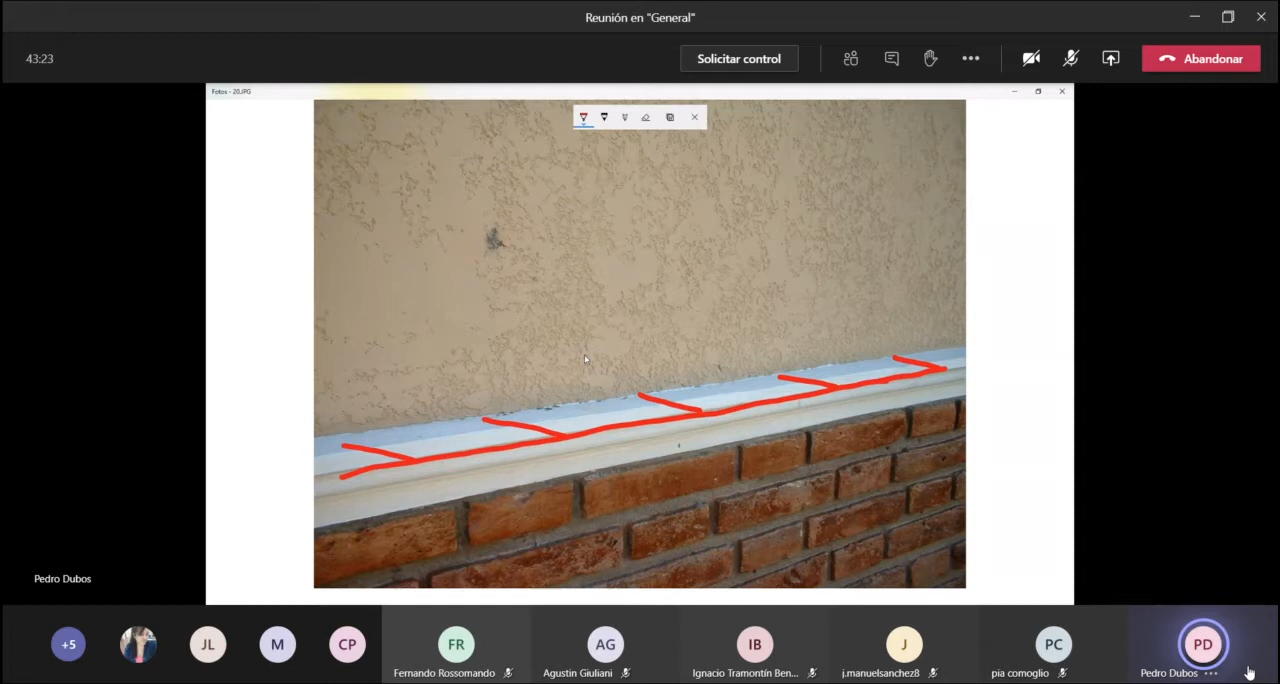 Reunión en "General"
43:23
Solicitar control
Abandonar
Fotos - 20.JPG
Pedro Dubos
+5
JL
M
CP
FR
AG
IB
J
PC
PD
Fernando Rossomando
Agustin Giuliani
Ignacio Tramontín Ben...
j.manuelsanchez8
pia comoglio
Pedro Dubos